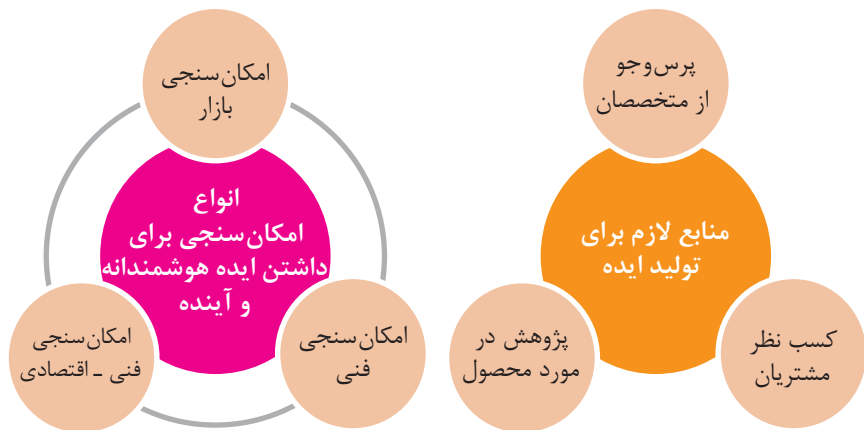 پرس‌وجو
از متخصصان
منابع لازم برای
تولید ایده
کسب نظر
مشتریان
پژوهش در
مورد محصول
امکان‌سنجی
بازار
انواع
امکان‌سنجی برای
داشتن ایده هوشمندانه
و آینده
امکان‌سنجی
فنی
امکان‌سنجی
فنی ـ اقتصادی